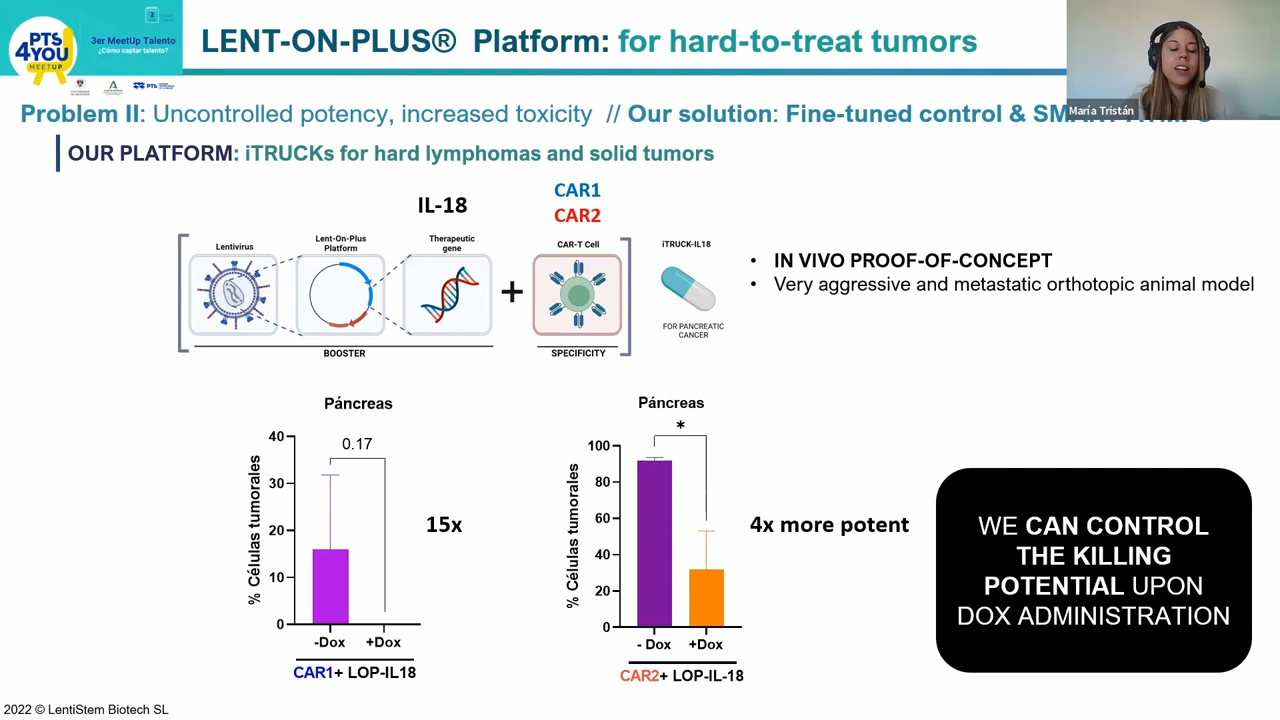 2
PTS
4YOU
MEETUP
3er MeetUp Talento
¿Cómo captar talento?
PTS
LENT-ON-PLUS® Platform: for hard-to-treat tumors
María Tristán
Problem II: Uncontrolled potency, increased toxicity // Our solution: Fine-tuned control &
OUR PLATFORM: iTRUCKs for hard lymphomas and solid tumors
IL-18
CAR1
CAR2
Lentivirus
Lent-On-Plus
Platform
Therapeutic
gene
CAR-T Cell
iTRUCK-IL18
+
FOR PANCREATIC
CANCER
BOOSTER
SPECIFICITY
• IN VIVO PROOF-OF-CONCEPT
• Very aggressive and metastatic orthotopic animal model
Páncreas
% Células tumorales
40
30
20
10
0
0.17
-Dox +Dox
CAR1+ LOP-IL18
15x
Páncreas
% Células tumorales
100
80
60
40
20
0
*
- Dox +Dox
CAR2+ LOP-IL-18
4x more potent
WE CAN CONTROL
THE KILLING
POTENTIAL UPON
DOX ADMINISTRATION
2022 © LentiStem Biotech SL